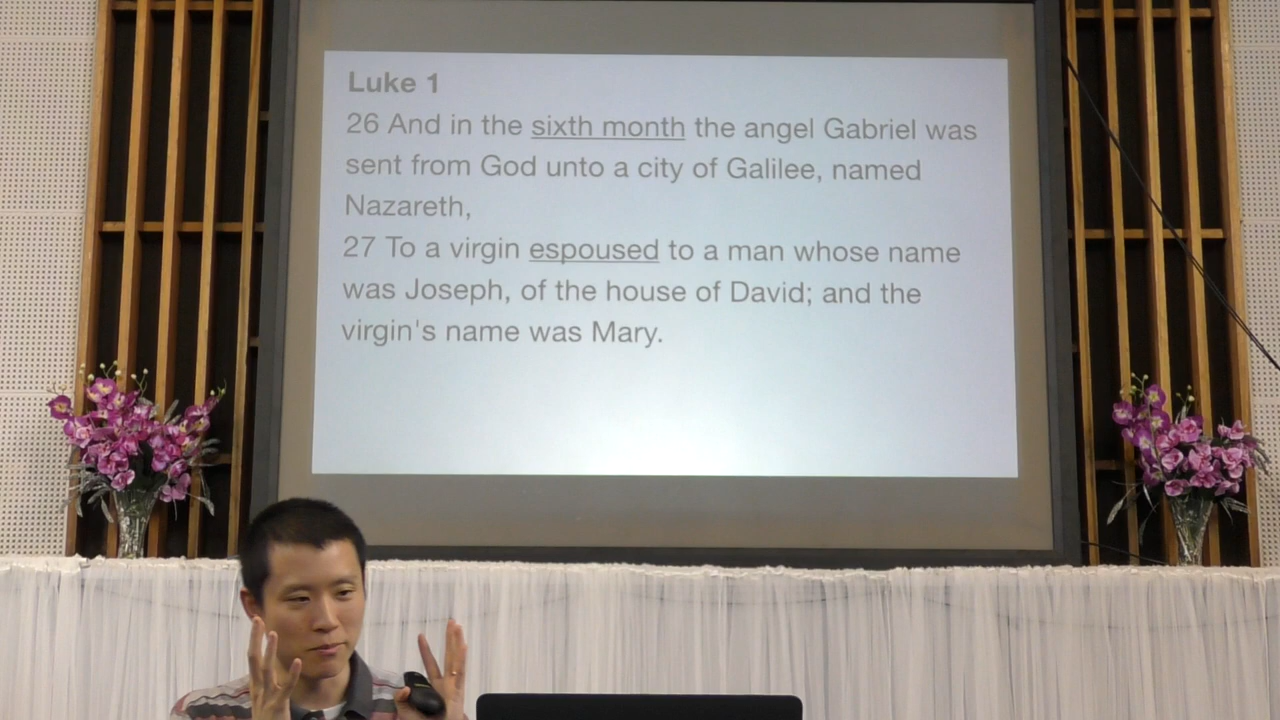 Luke 1
26 And in the sixth month the angel Gabriel was
sent from God unto a city of Galilee, named
Nazareth,
27 To a virgin espoused to a man whose name
was Joseph, of the house of David; and the
virgin's name was Mary.